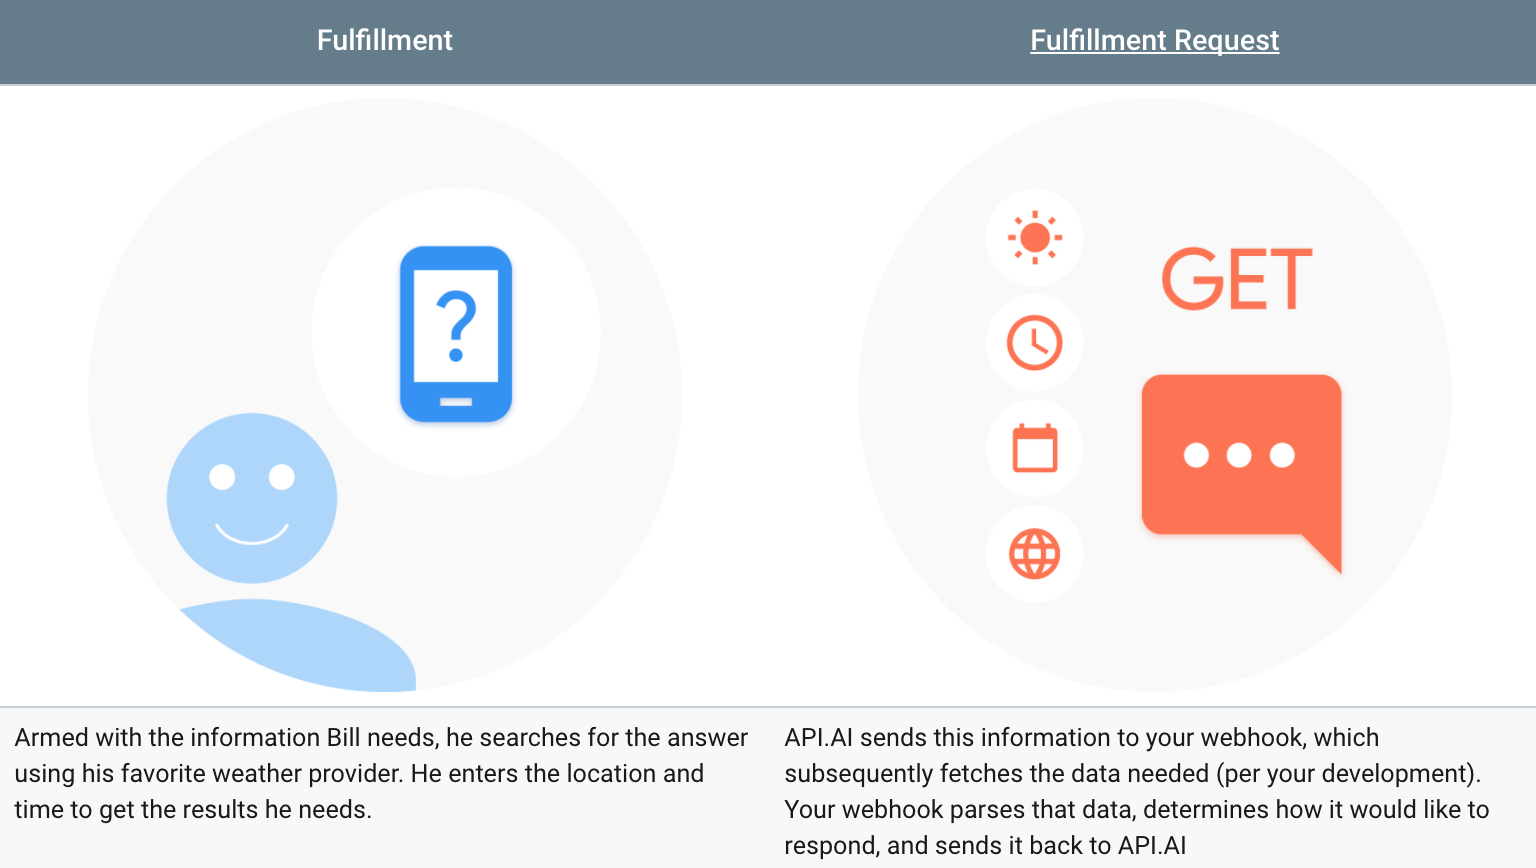 Fulfillment
Fulfillment Request
?
GET
Armed with the information Bill needs, he searches for the answer
using his favorite weather provider. He enters the location and
time to get the results he needs.
API.AI sends this information to your webhook, which
subsequently fetches the data needed (per your development).
Your webhook parses that data, determines how it would like to
respond, and sends it back to API.AI